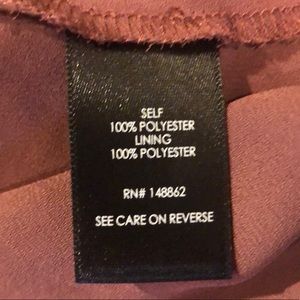 SELF
100% POLYESTER
LINING
100% POLYESTER
RN# 148862
SEE CARE ON REVERSE